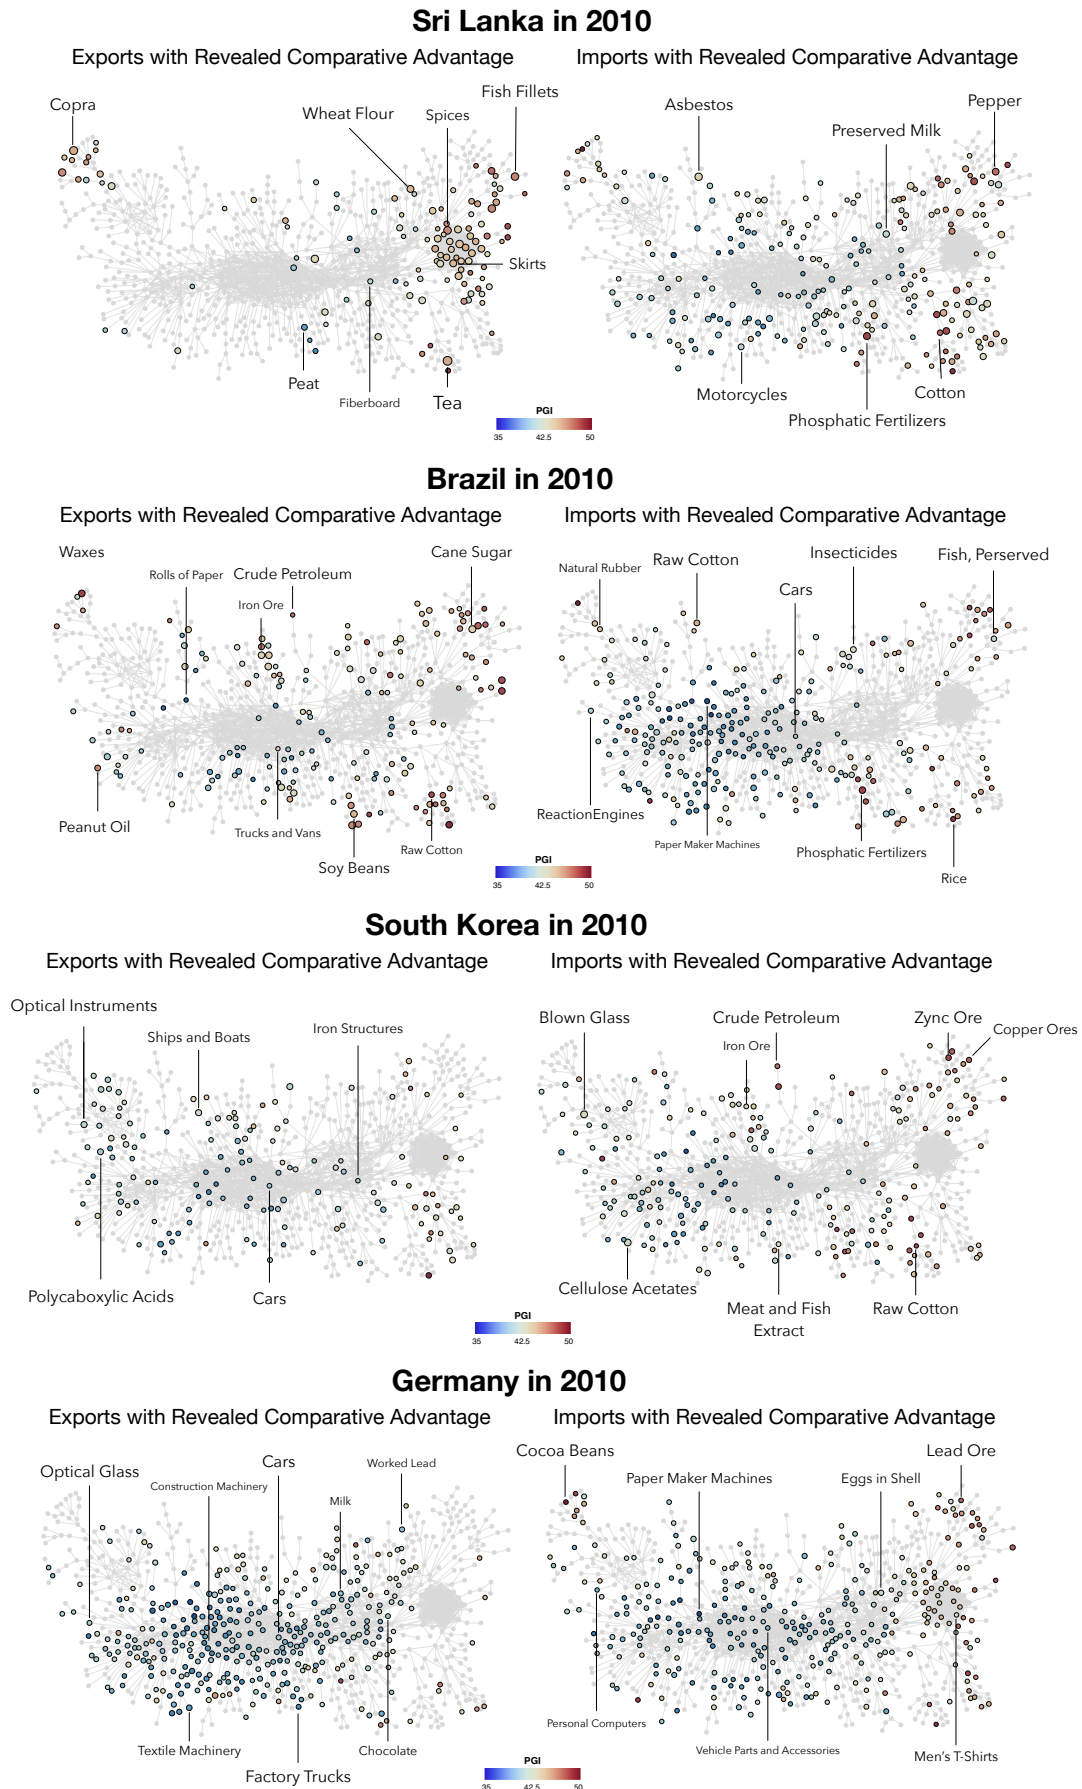 Sri Lanka in 2010
Exports with Revealed Comparative Advantage
Imports with Revealed Comparative Advantage
Copra
Wheat Flour
Spices
Fish Fillets
Skirts
Peat
Fiberboard
Tea
Asbestos
Preserved Milk
Pepper
Motorcycles
Phosphatic Fertilizers
Cotton
PGI
35 42.5 50
Brazil in 2010
Exports with Revealed Comparative Advantage
Imports with Revealed Comparative Advantage
Waxes
Rolls of Paper
Crude Petroleum
Iron Ore
Cane Sugar
Peanut Oil
Trucks and Vans
Soy Beans
Raw Cotton
Natural Rubber
Raw Cotton
Cars
Insecticides
Fish, Perserved
ReactionEngines
Paper Maker Machines
Phosphatic Fertilizers
Rice
PGI
35 42.5 50
South Korea in 2010
Exports with Revealed Comparative Advantage
Imports with Revealed Comparative Advantage
Optical Instruments
Ships and Boats
Iron Structures
Polycaboxylic Acids
Cars
Blown Glass
Crude Petroleum
Iron Ore
Zync Ore
Copper Ores
Cellulose Acetates
Meat and Fish
Extract
Raw Cotton
PGI
35 42.5 50
Germany in 2010
Exports with Revealed Comparative Advantage
Imports with Revealed Comparative Advantage
Optical Glass
Construction Machinery
Cars
Milk
Worked Lead
Textile Machinery
Factory Trucks
Chocolate
Cocoa Beans
Paper Maker Machines
Eggs in Shell
Lead Ore
Personal Computers
Vehicle Parts and Accessories
Men's T-Shirts
PGI
35 42.5 50